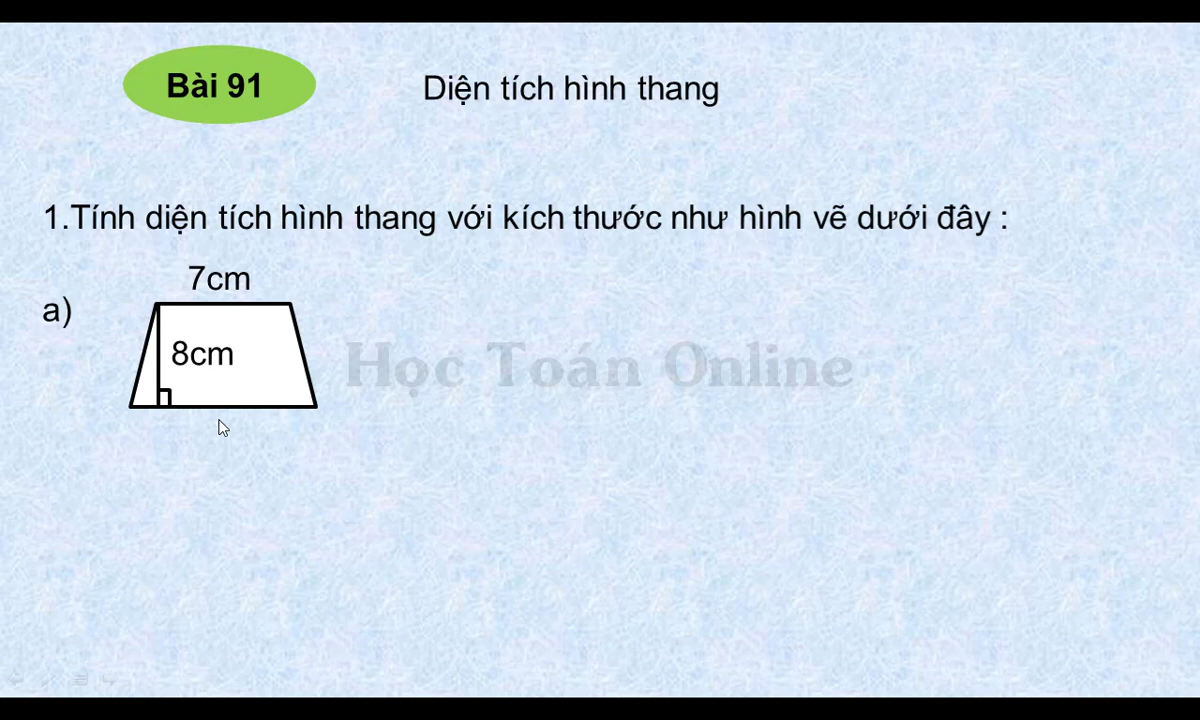 Bài 91
Diện tích hình thang
1.Tính diện tích hình thang với kích thước như hình vẽ dưới đây :
7cm
a)
8cm
Học Toán Online